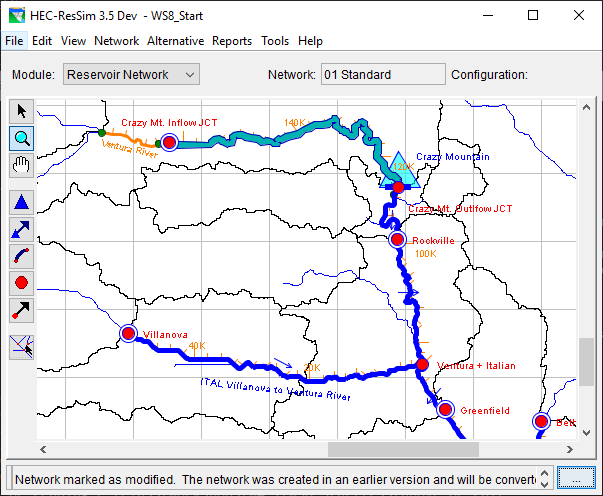 HEC-ResSim 3.5 Dev - WS8_Start
File Edit View Network Alternative Reports Tools Help
Module: Reservoir Network Network: 01 Standard Configuration:
Crazy Mt. Inflow JCT
140K
Ventura River
Crazy Mountain
120K
Crazy Mt. Outlfow JCT
Rockville
100K
Villanova
40K
Ventura + Italian
ITAL Villanova to Ventura River
Greenfield
Network marked as modified. The network was created in an earlier version and will be convert
...